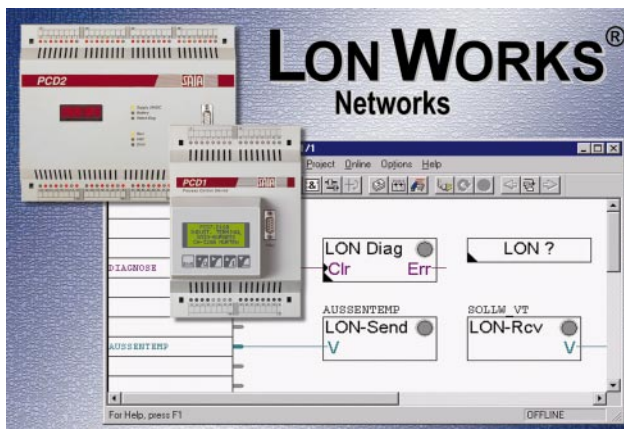 LON WORKS®
Networks
PCD2
SAIA
PCD1
SAIA
Project Online Options Help
LON Diag
Clr Err
LON ?
DIAGNOSE
AUSSENTEMP
LON-Send
V
SOLLW_VT
LON-Rcv
V
AUSSENTEMP
For Help, press F1
OFFLINE